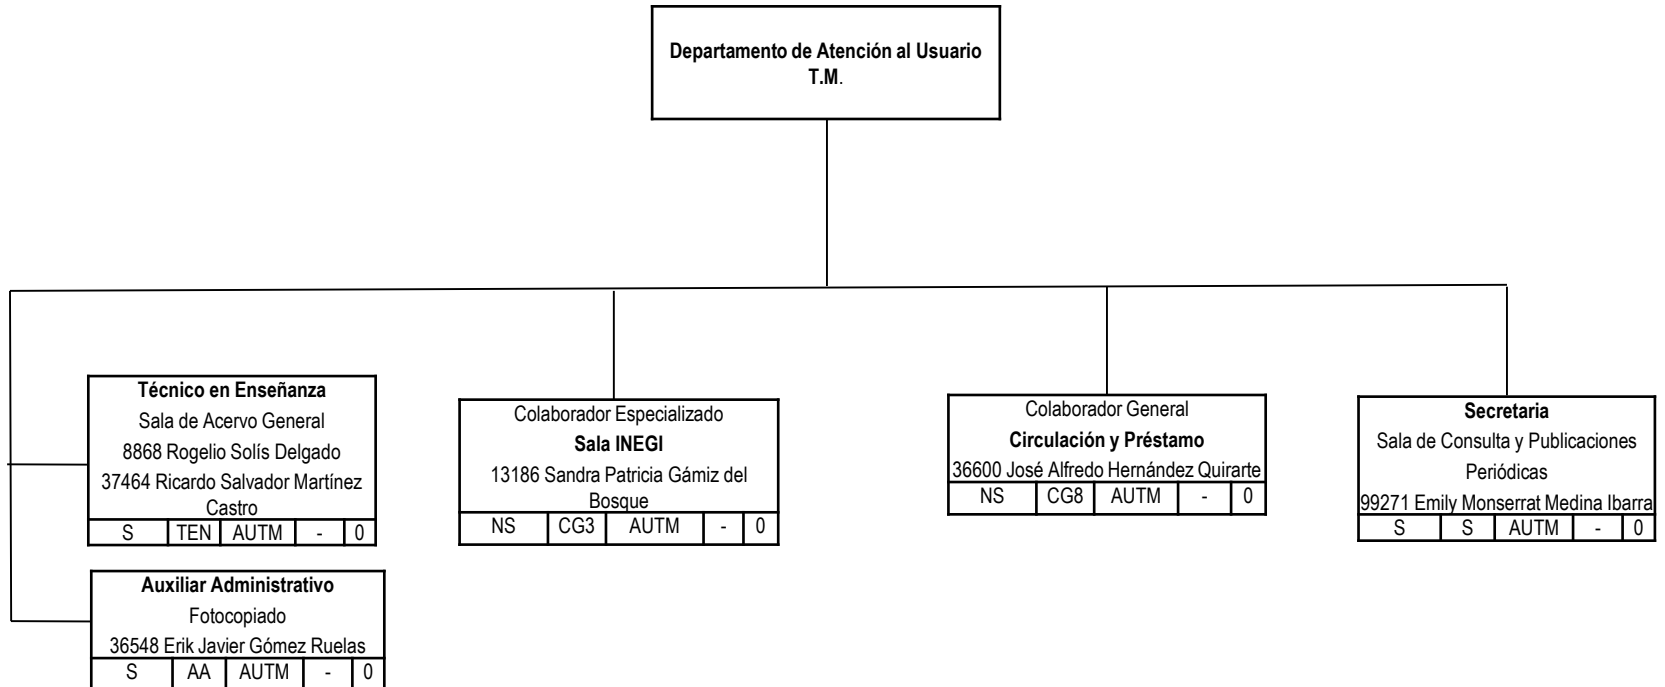 Departamento de Atención al Usuario
T.M.
Técnico en Enseñanza
Sala de Acervo General
8868 Rogelio Solís Delgado
37464 Ricardo Salvador Martínez
Castro
S TEN AUTM - 0
Auxiliar Administrativo
Fotocopiado
36548 Erik Javier Gómez Ruelas
S AA AUTM - 0
Colaborador Especializado
Sala INEGI
13186 Sandra Patricia Gámiz del
Bosque
NS CG3 AUTM - 0
Colaborador General
Circulación y Préstamo
36600 José Alfredo Hernández Quirarte
NS CG8 AUTM - 0
Secretaria
Sala de Consulta y Publicaciones
Periódicas
99271 Emily Monserrat Medina Ibarra
S S AUTM - 0